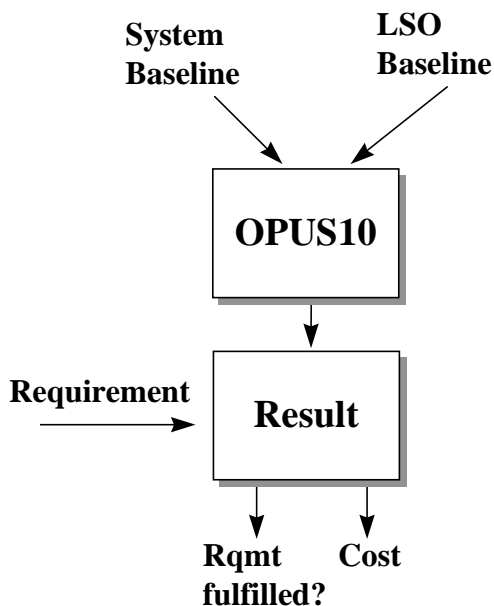 System
Baseline
LSO
Baseline
OPUS10
Requirement
Result
Rqmt
fulfilled?
Cost